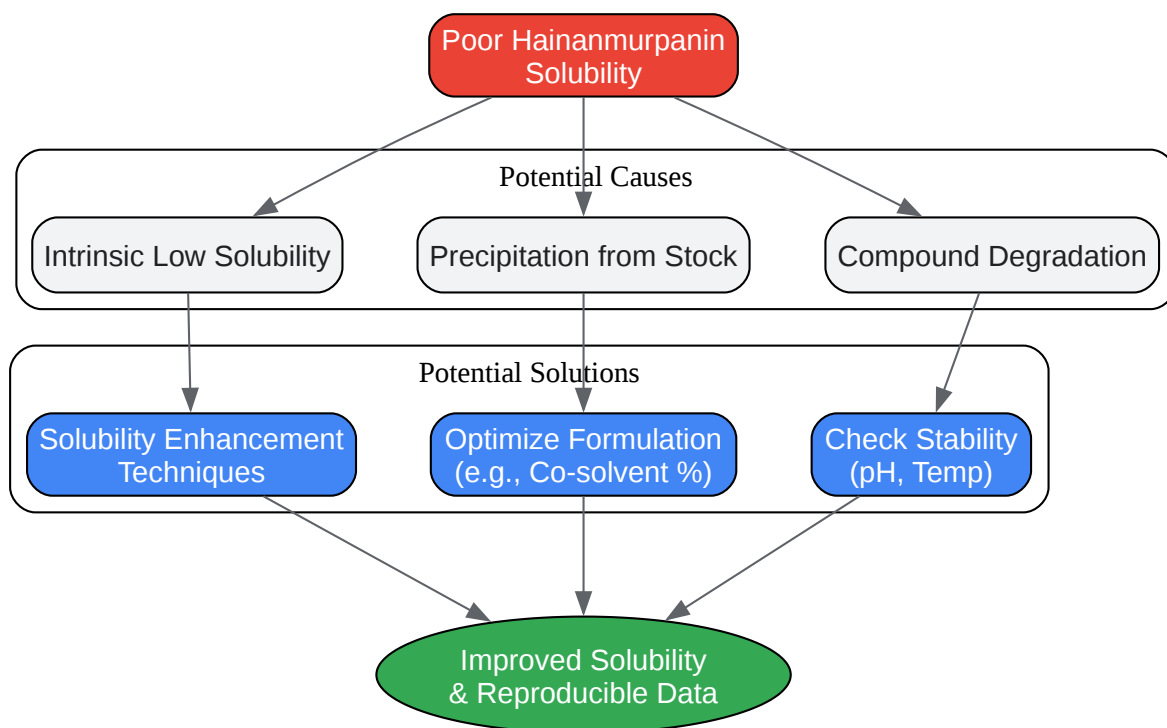 Poor Hainanmurpanin
Solubility
Potential Causes
Intrinsic Low Solubility
Precipitation from Stock
Compound Degradation
Potential Solutions
Solubility Enhancement
Techniques
Optimize Formulation
(e.g., Co-solvent %)
Check Stability
(pH, Temp)
Improved Solubility
& Reproducible Data